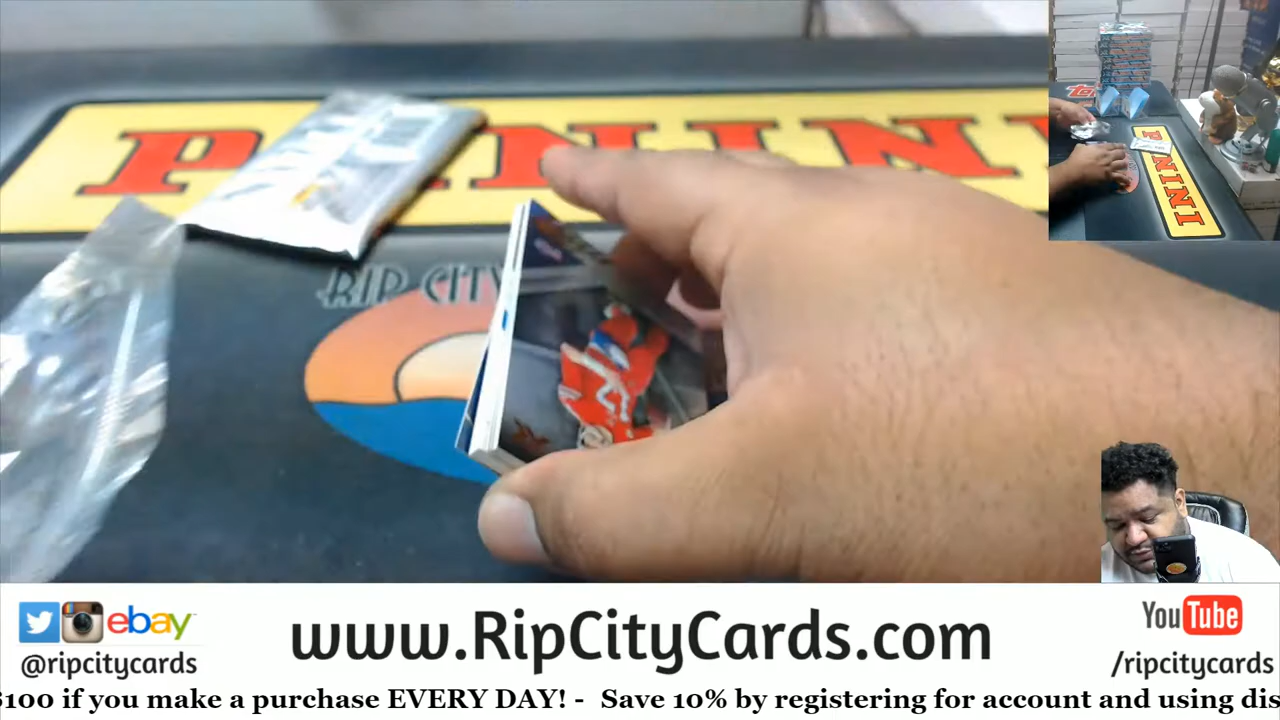 PANINI
RIP CITY
PANINI
ebay
@ripcitycards
www.RipCityCards.com
YouTube
/ripcitycards
$100 if you make a purchase EVERY DAY! - Save 10% by registering for account and using